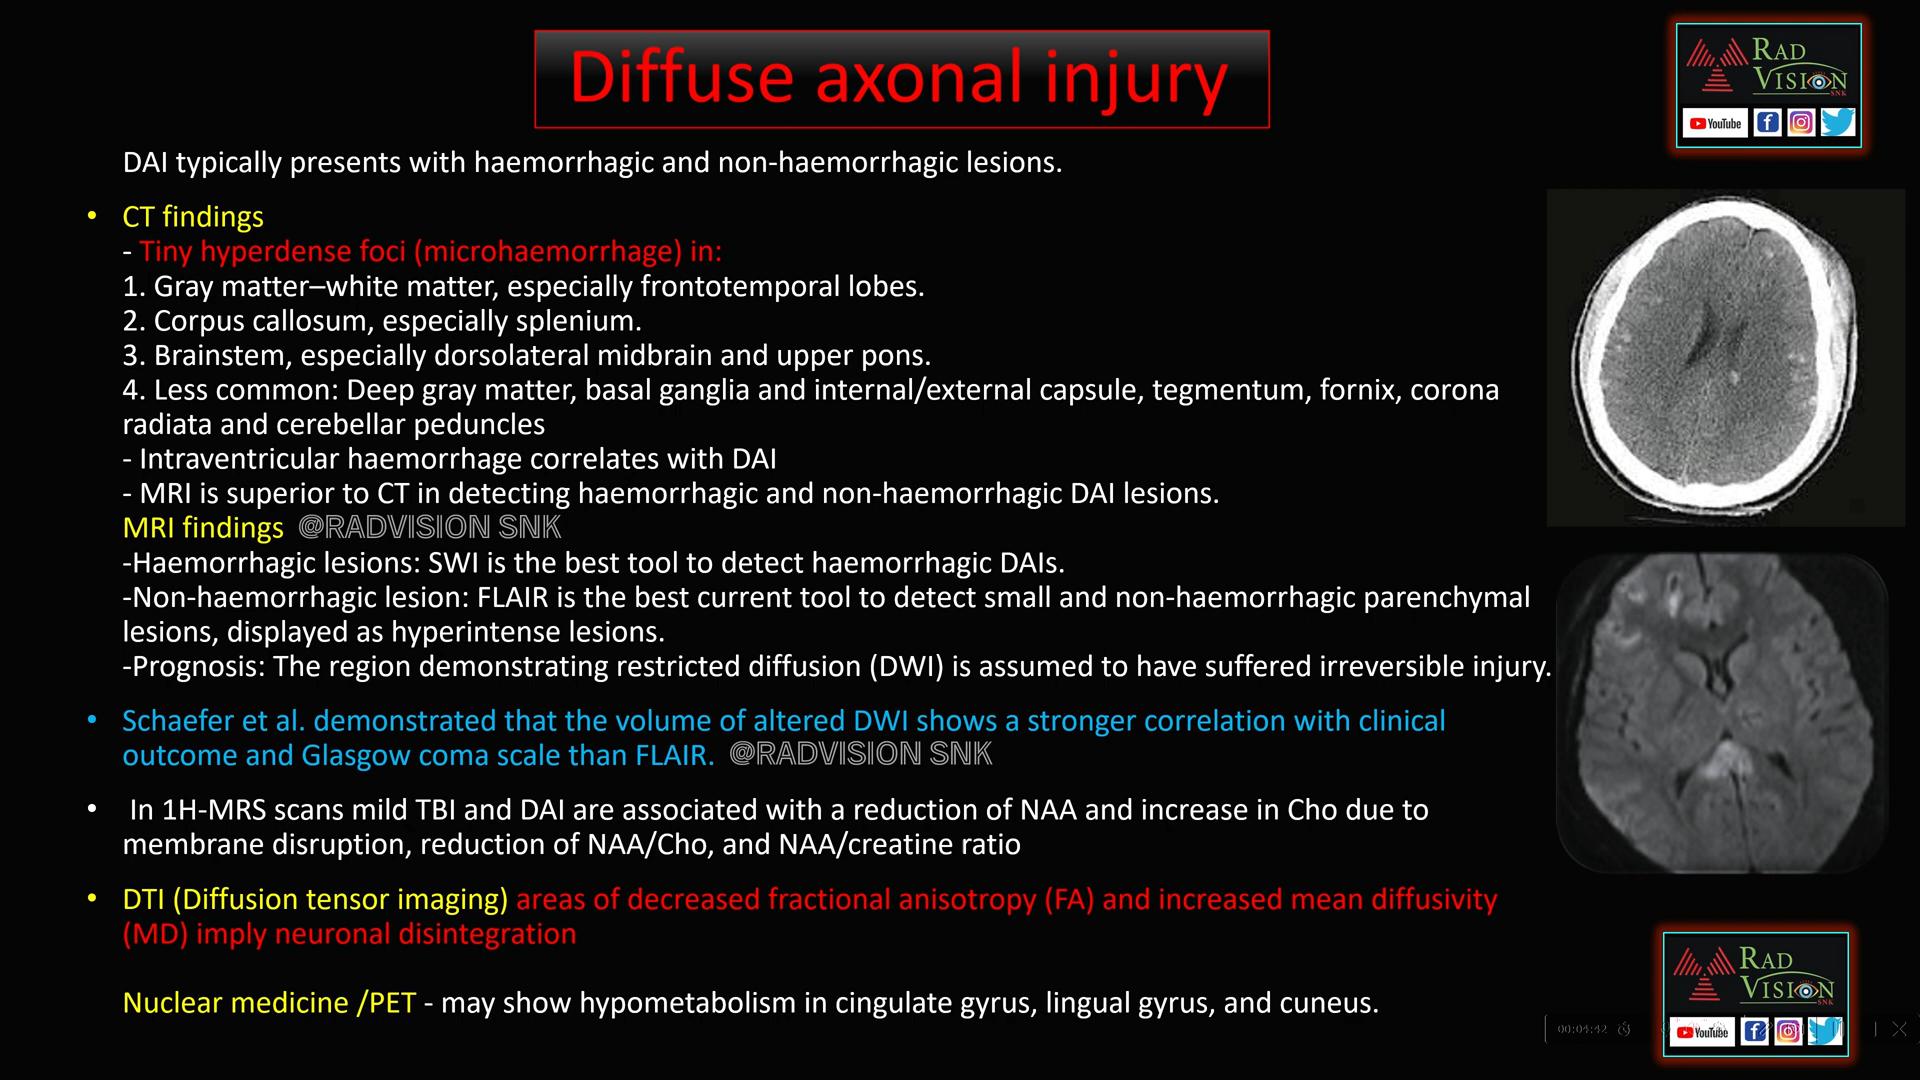 Diffuse axonal injury
RAD
VISION
SNK
YouTube
DAI typically presents with haemorrhagic and non-haemorrhagic lesions.
• CT findings
- Tiny hyperdense foci (microhaemorrhage) in:
1. Gray matter–white matter, especially frontotemporal lobes.
2. Corpus callosum, especially splenium.
3. Brainstem, especially dorsolateral midbrain and upper pons.
4. Less common: Deep gray matter, basal ganglia and internal/external capsule, tegmentum, fornix, corona
radiata and cerebellar peduncles
- Intraventricular haemorrhage correlates with DAI
- MRI is superior to CT in detecting haemorrhagic and non-haemorrhagic DAI lesions.
MRI findings @RADVISION SNK
-Haemorrhagic lesions: SWI is the best tool to detect haemorrhagic DAIs.
-Non-haemorrhagic lesion: FLAIR is the best current tool to detect small and non-haemorrhagic parenchymal
lesions, displayed as hyperintense lesions.
-Prognosis: The region demonstrating restricted diffusion (DWI) is assumed to have suffered irreversible injury.
• Schaefer et al. demonstrated that the volume of altered DWI shows a stronger correlation with clinical
outcome and Glasgow coma scale than FLAIR. @RADVISION SNK
• In 1H-MRS scans mild TBI and DAI are associated with a reduction of NAA and increase in Cho due to
membrane disruption, reduction of NAA/Cho, and NAA/creatine ratio
• DTI (Diffusion tensor imaging) areas of decreased fractional anisotropy (FA) and increased mean diffusivity
(MD) imply neuronal disintegration
Nuclear medicine /PET - may show hypometabolism in cingulate gyrus, lingual gyrus, and cuneus.
RAD
VISION
SNK
YouTube
00:04:42